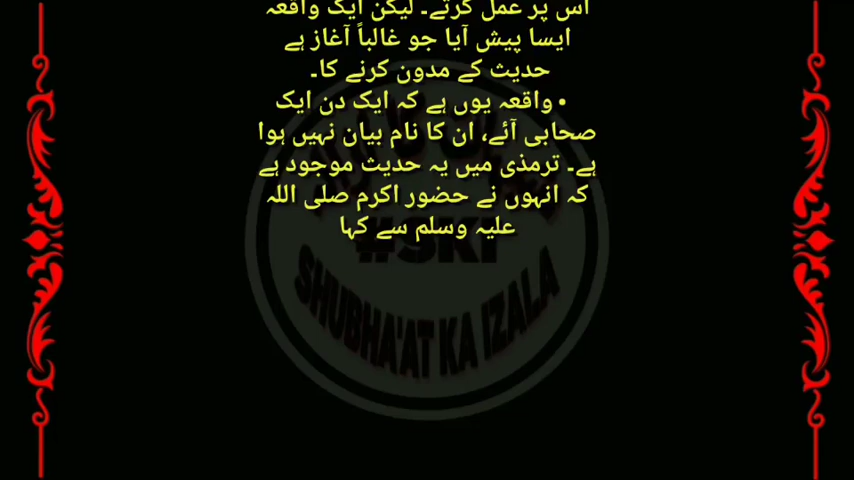 اس پر عمل کرتے۔ لیکن ایک واقعہ
ایسا پیش آیا جو غالباً آغاز ہے
حدیث کے مدون کرنے کا۔
• واقعہ یوں ہے کہ ایک دن ایک
صحابی آئے، ان کا نام بیان نہیں ہوا
ہے۔ ترمذی میں یہ حدیث موجود ہے
کہ انہوں نے حضور اکرم صلی اللہ
علیہ وسلم سے کہا
#SKI
SHUBHA'AT KA IZALA